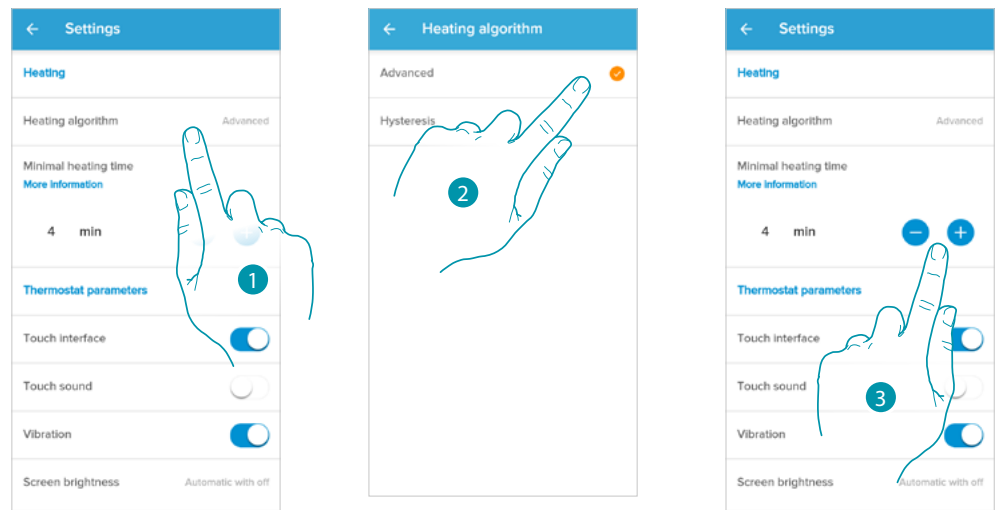 Settings
Heating
Heating algorithm Advanced
Minimal heating time
More Information
4 min
+
1
Thermostat parameters
Touch interface
Touch sound
Vibration
Screen brightness Automatic with off
Heating algorithm
Advanced
Hysteresis
2
Settings
Heating
Heating algorithm Advanced
Minimal heating time
More Information
4 min − +
Thermostat parameters
Touch interface
Touch sound
3
Vibration
Screen brightness Automatic with off